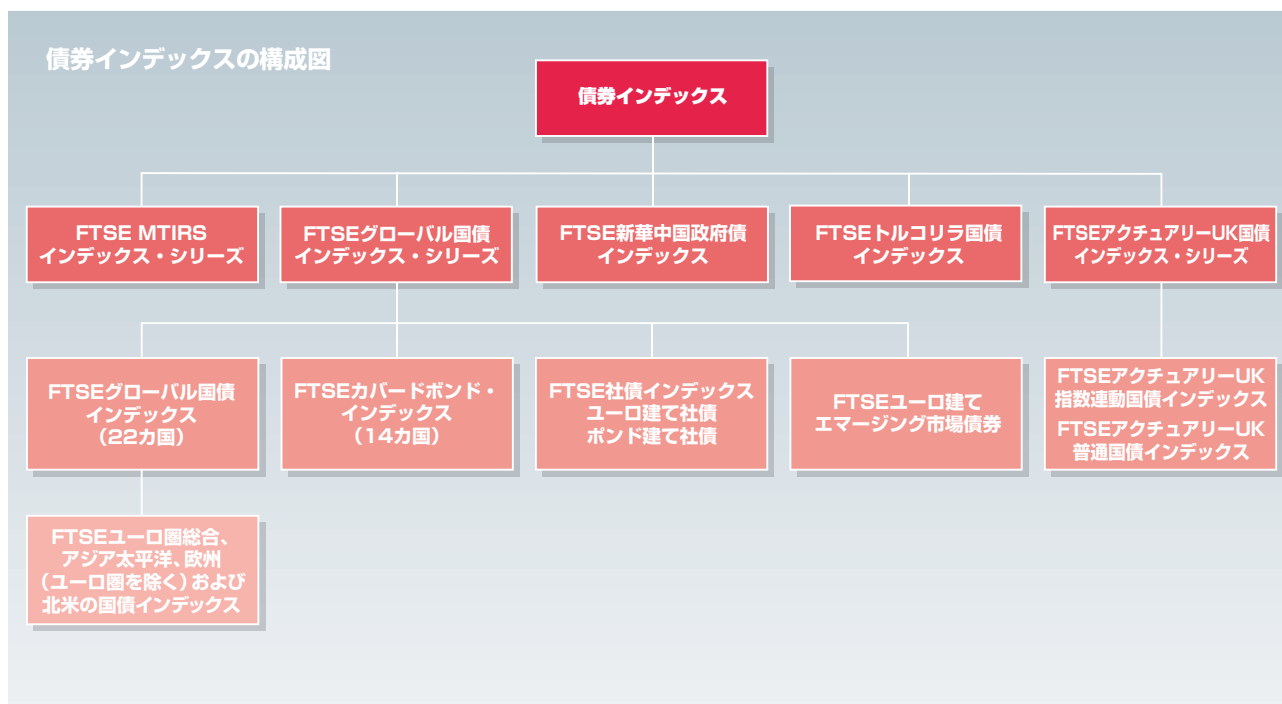 債券インデックスの構成図
債券インデックス
FTSE MTIRS
インデックス・シリーズ
FTSEグローバル国債
インデックス・シリーズ
FTSE新華中国政府債
インデックス
FTSEトルコリラ国債
インデックス
FTSEアクチュアリーUK国債
インデックス・シリーズ
FTSEグローバル国債
インデックス
（22カ国）
FTSEカバードボンド・
インデックス
（14カ国）
FTSE社債インデックス
ユーロ建て社債
ポンド建て社債
FTSEユーロ建て
エマージング市場債券
FTSEアクチュアリーUK
指数連動国債インデックス
FTSEアクチュアリーUK
普通国債インデックス
FTSEユーロ圏総合、
アジア太平洋、欧州
（ユーロ圏を除く）および
北米の国債インデックス